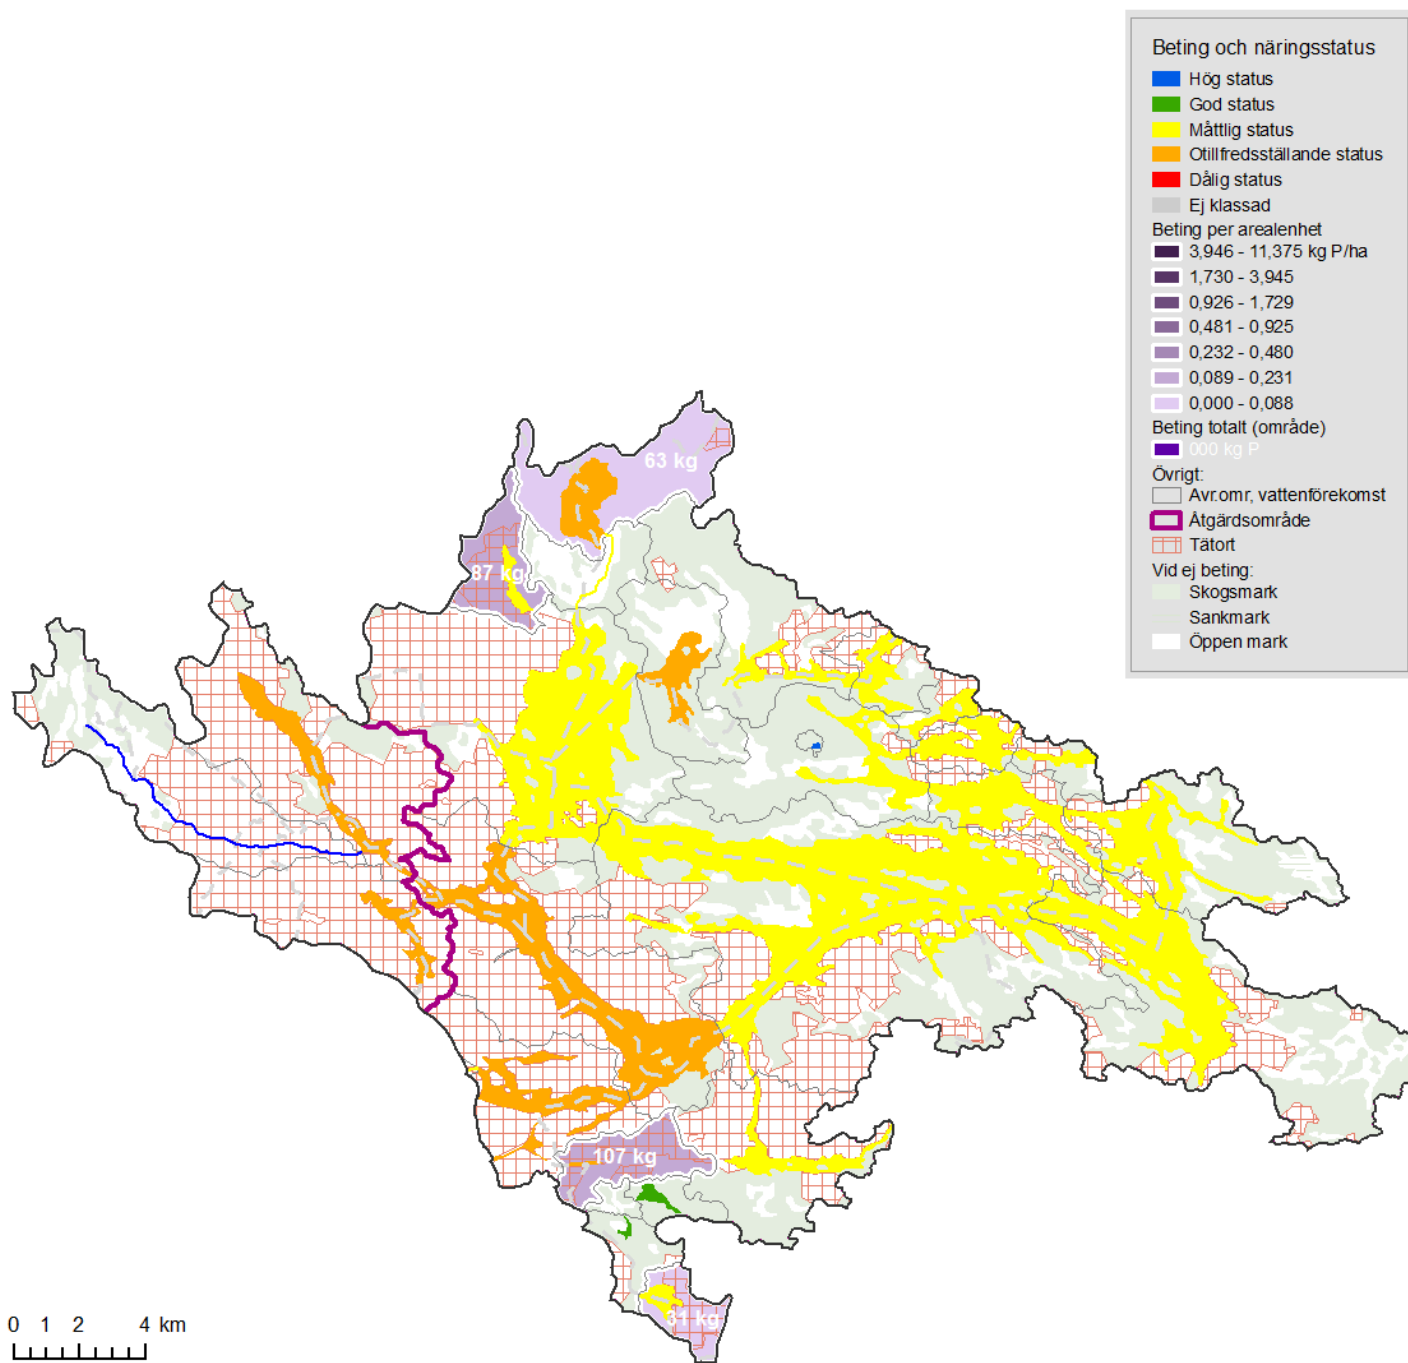 Beting och näringsstatus
Hög status
God status
Måttlig status
Otillfredsställande status
Dålig status
Ej klassad
Beting per arealenhet
3,946 - 11,375 kg P/ha
1,730 - 3,945
0,926 - 1,729
0,481 - 0,925
0,232 - 0,480
0,089 - 0,231
0,000 - 0,088
Beting totalt (område)
000 kg P
Övrigt:
Avr.omr, vattenförekomst
Åtgärdsområde
Tätort
Vid ej beting:
Skogsmark
Sankmark
Öppen mark
63 kg
37 kg
107 kg
31 kg
0 1 2 4 km